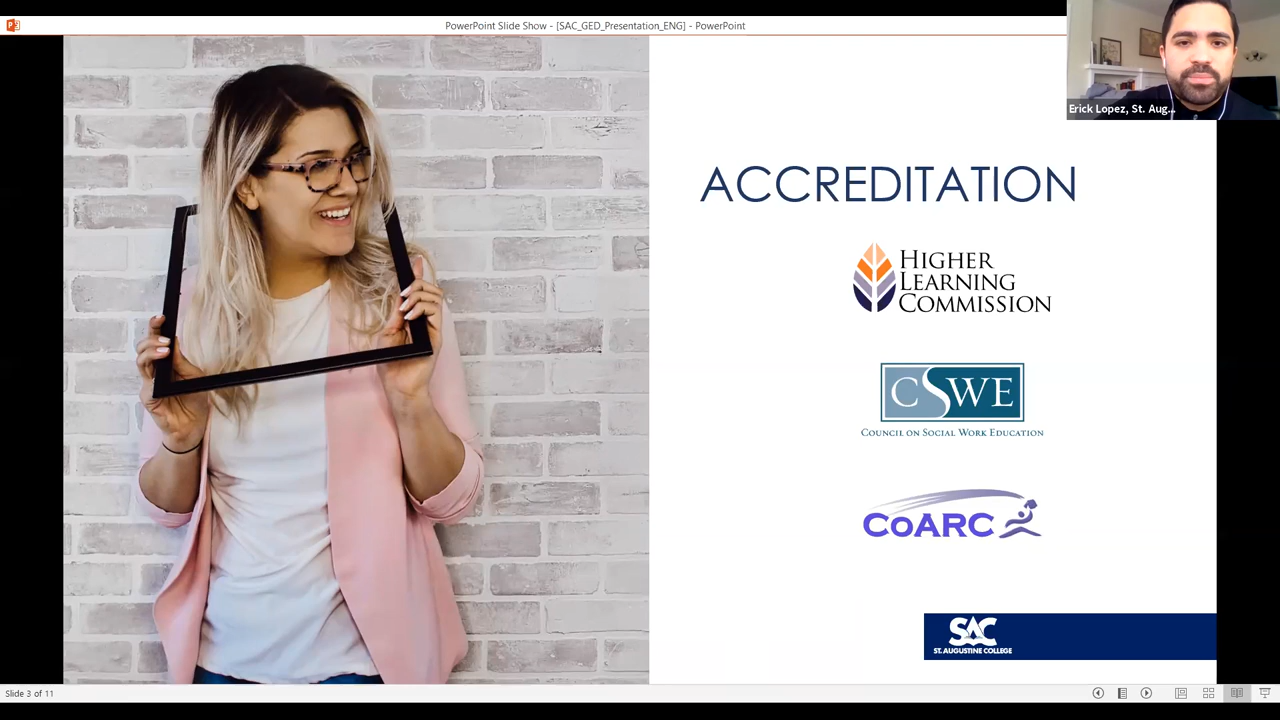 PowerPoint Slide Show - [SAC_GED_Presentation_ENG] - PowerPoint
Erick Lopez, St. Aug...
ACCREDITATION
HIGHER
LEARNING
COMMISSION
CSWE
COUNCIL ON SOCIAL WORK EDUCATION
COARC
SAC
ST. AUGUSTINE COLLEGE
Slide 3 of 11